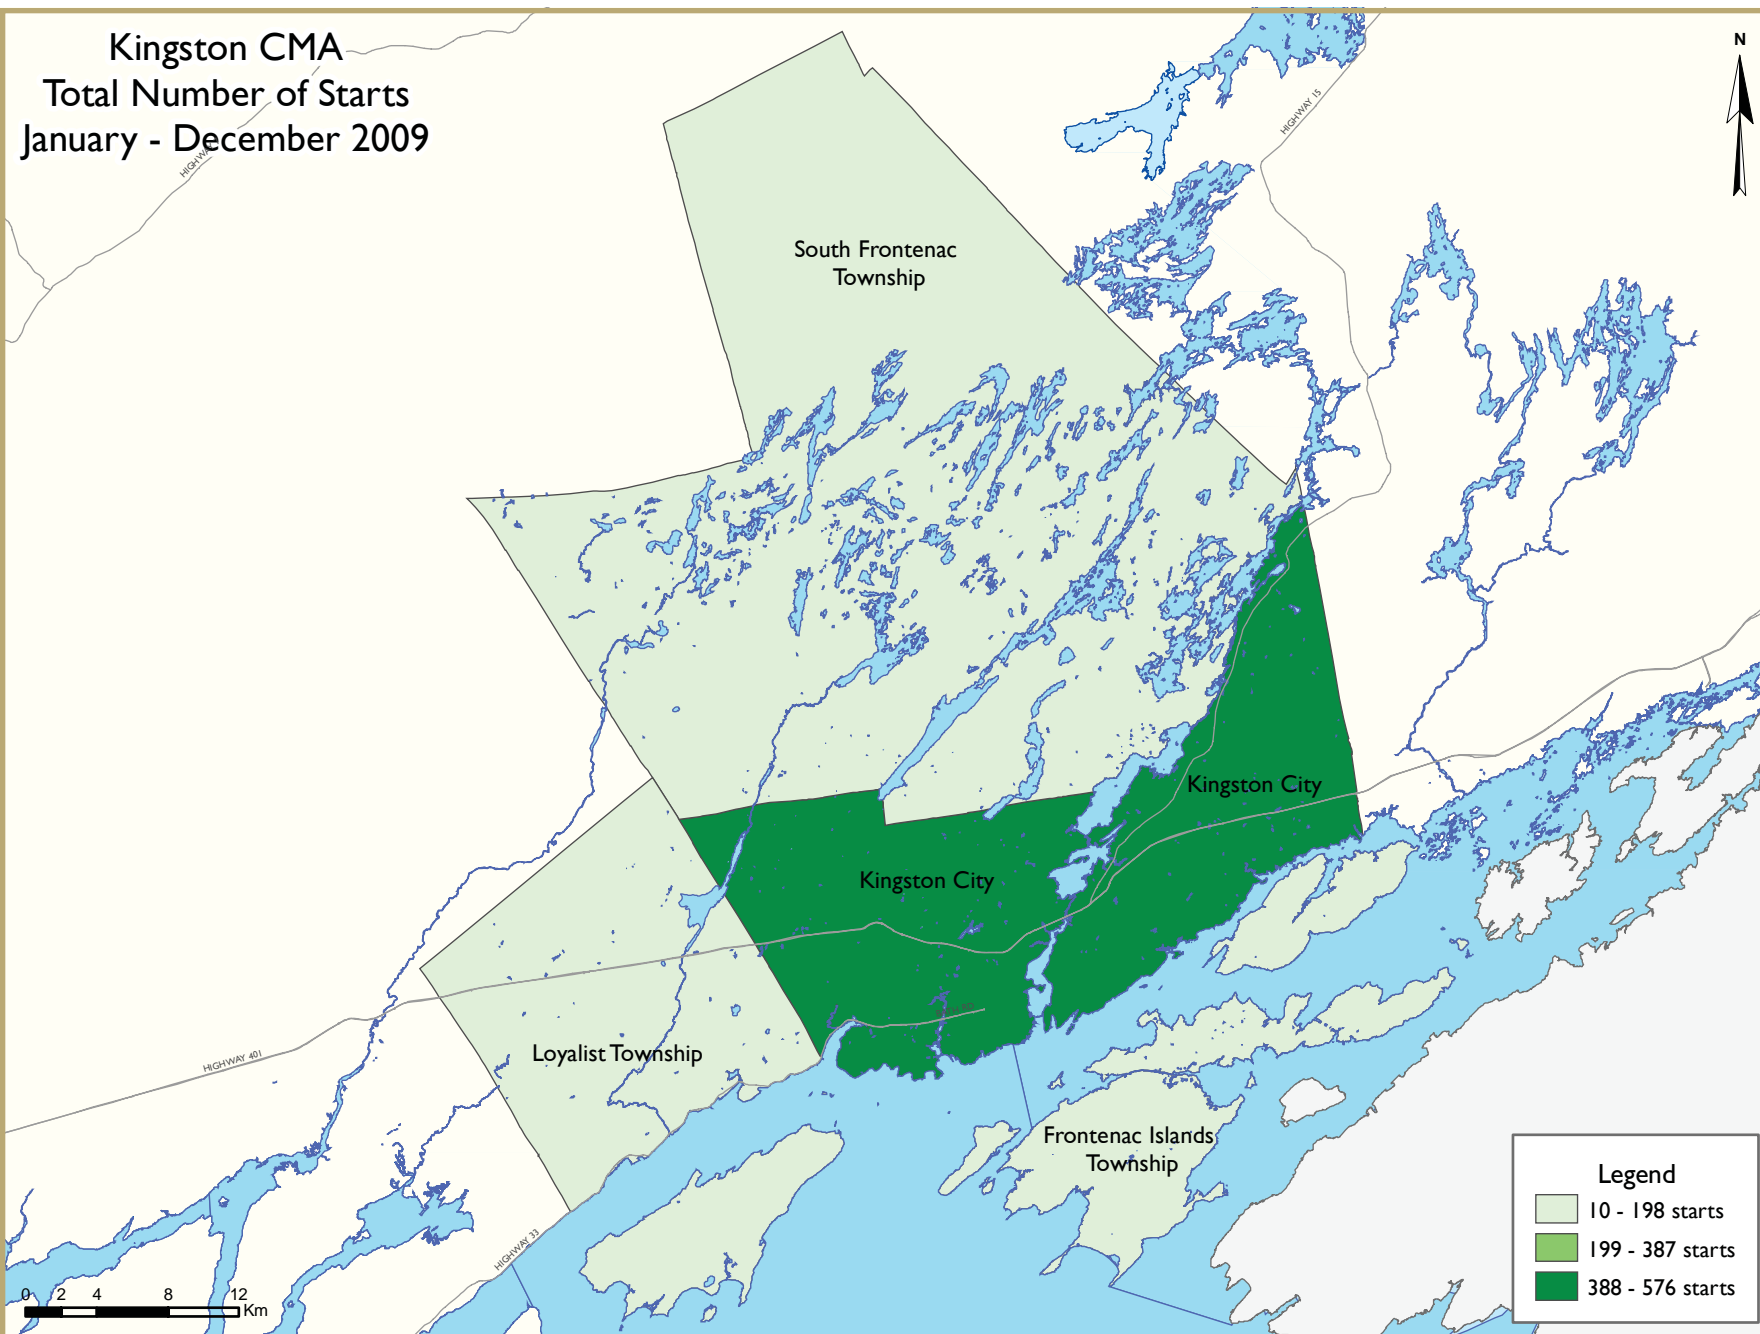 Kingston CMA
Total Number of Starts
January - December 2009
HIGHWAY
HIGHWAY 15
N
South Frontenac
Township
Kingston City
Kingston City
HIGHWAY 401
Loyalist Township
Frontenac Islands
Township
HIGHWAY 33
Legend
10 - 198 starts
199 - 387 starts
388 - 576 starts
0 2 4 8 12
Km